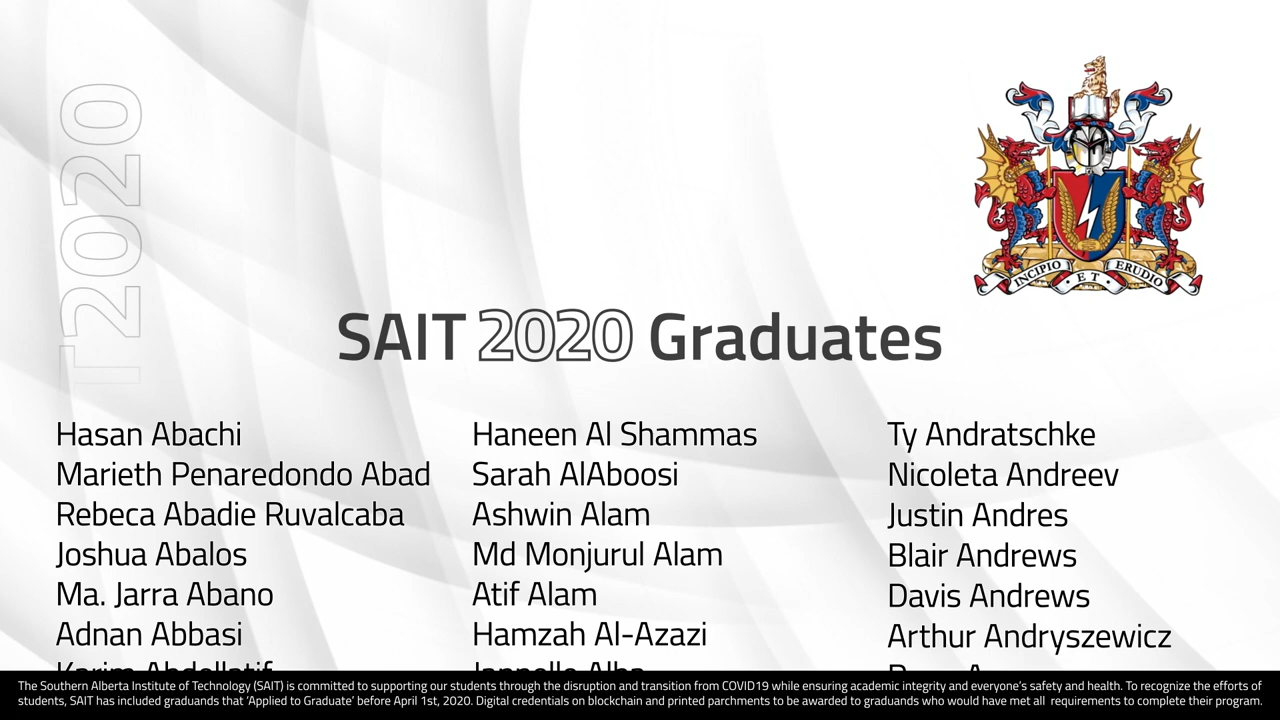 T2020
INCIPIO ET ERUDIO
SAIT 2020 Graduates
Hasan Abachi
Marieth Penaredondo Abad
Rebeca Abadie Ruvalcaba
Joshua Abalos
Ma. Jarra Abano
Adnan Abbasi
Karim Abdellatif
Haneen Al Shammas
Sarah AlAboosi
Ashwin Alam
Md Monjurul Alam
Atif Alam
Hamzah Al-Azazi
Ty Andratschke
Nicoleta Andreev
Justin Andres
Blair Andrews
Davis Andrews
Arthur Andryszewicz
The Southern Alberta Institute of Technology (SAIT) is committed to supporting our students through the disruption and transition from COVID19 while ensuring academic integrity and everyone's safety and health. To recognize the efforts of
students, SAIT has included graduands that 'Applied to Graduate' before April 1st, 2020. Digital credentials on blockchain and printed parchments to be awarded to graduands who would have met all requirements to complete their program.